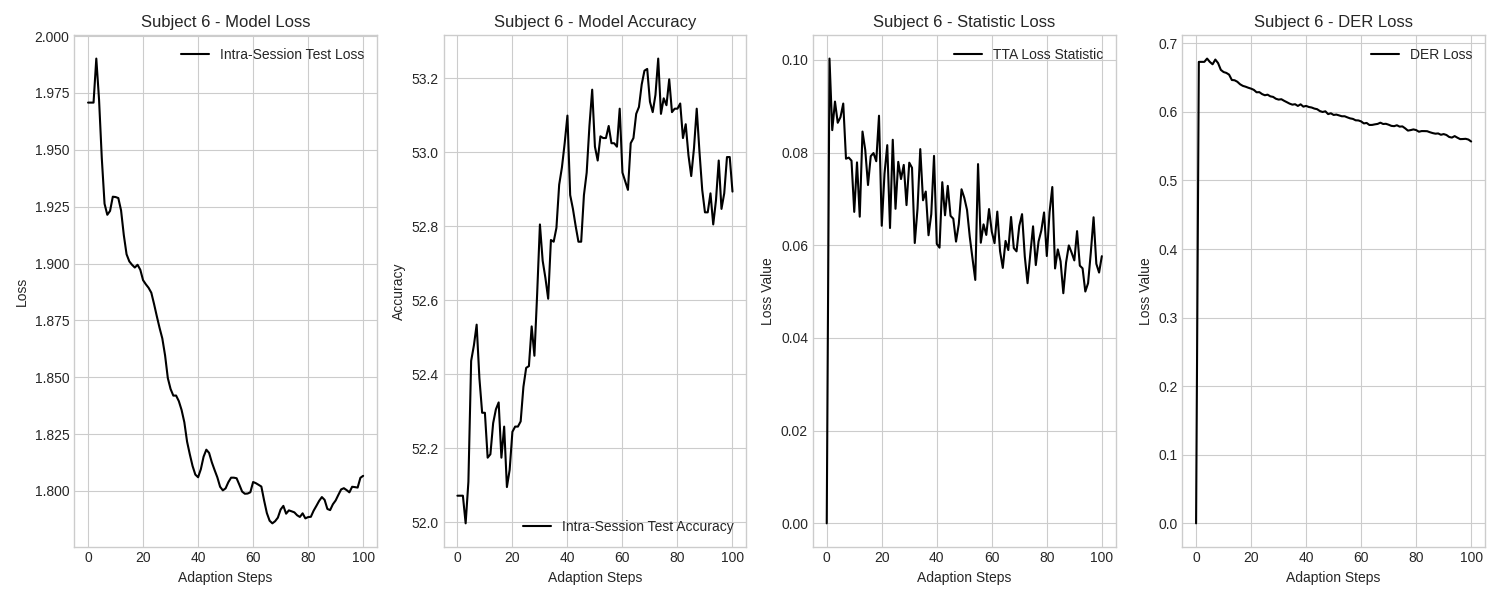 Subject 6 - Model Loss
Intra-Session Test Loss
2.000
1.975
1.950
1.925
1.900
1.875
1.850
1.825
1.800
Loss
0 20 40 60 80 100
Adaption Steps
Subject 6 - Model Accuracy
53.2
53.0
52.8
52.6
52.4
52.2
52.0
Accuracy
Intra-Session Test Accuracy
0 20 40 60 80 100
Adaption Steps
Subject 6 - Statistic Loss
TTA Loss Statistic
0.10
0.08
0.06
0.04
0.02
0.00
Loss Value
0 20 40 60 80 100
Adaption Steps
Subject 6 - DER Loss
DER Loss
0.7
0.6
0.5
0.4
0.3
0.2
0.1
0.0
Loss Value
0 20 40 60 80 100
Adaption Steps